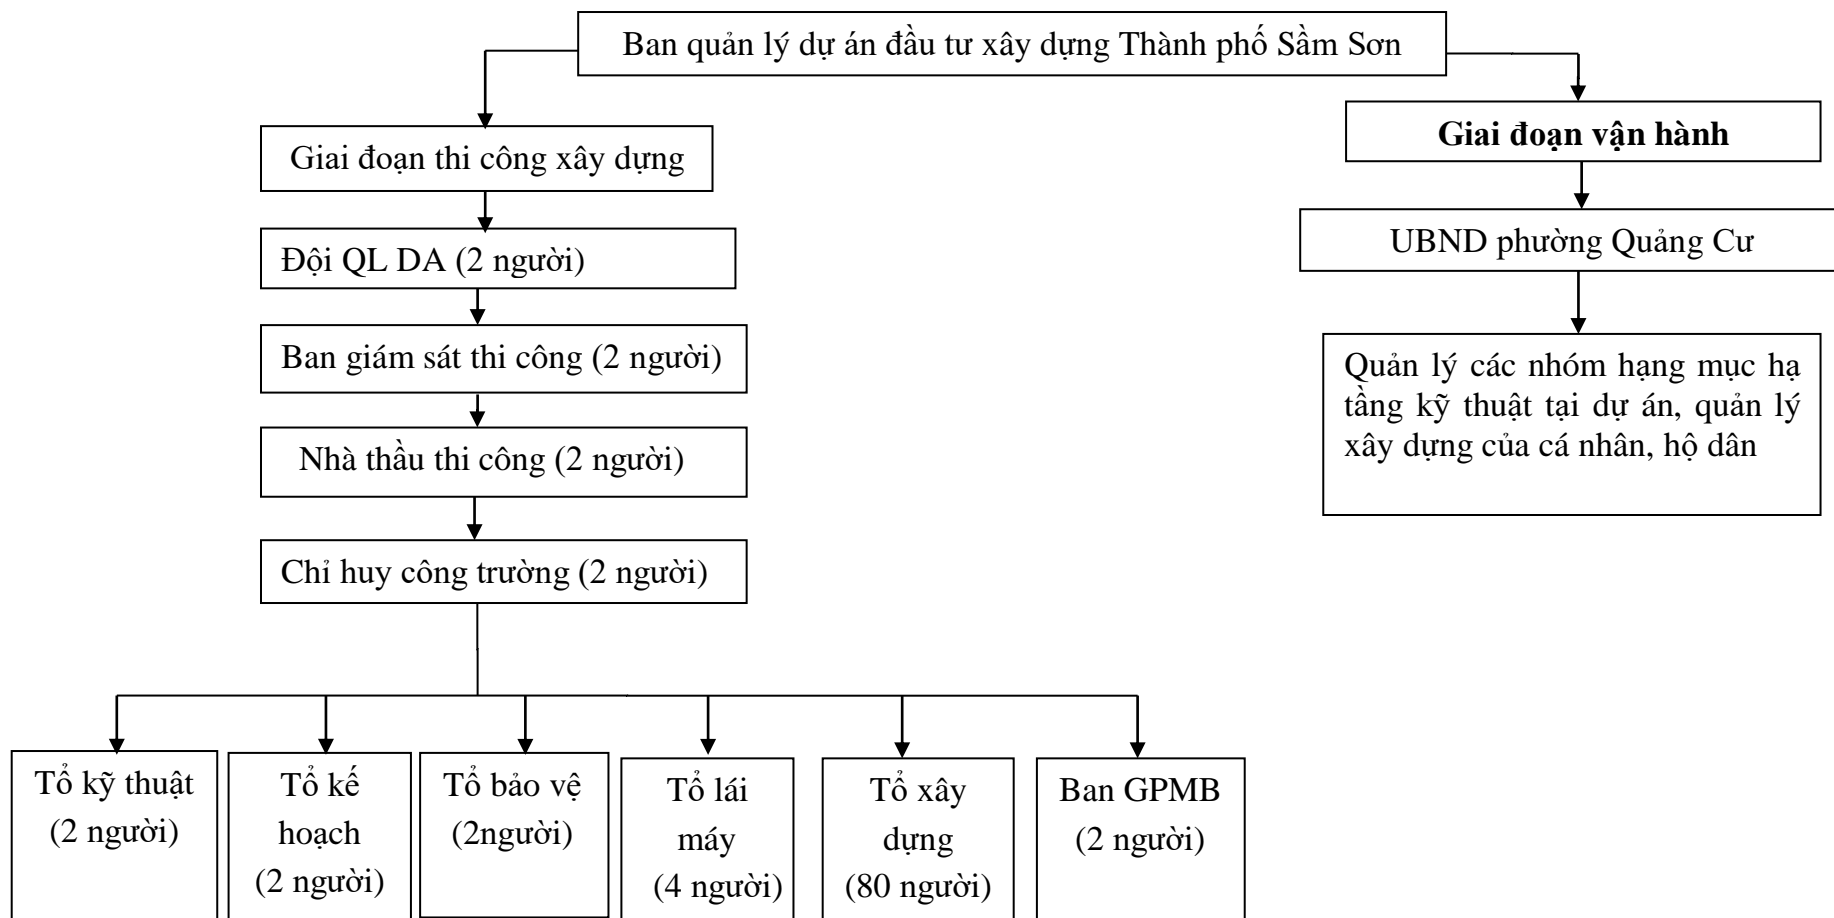 Ban quản lý dự án đầu tư xây dựng Thành phố Sầm Sơn
Giai đoạn thi công xây dựng
Đội QL DA (2 người)
Ban giám sát thi công (2 người)
Nhà thầu thi công (2 người)
Chỉ huy công trường (2 người)
Giai đoạn vận hành
UBND phường Quảng Cư
Quản lý các nhóm hạng mục hạ
tầng kỹ thuật tại dự án, quản lý
xây dựng của cá nhân, hộ dân
Tổ kỹ thuật
(2 người)
Tổ kế
hoạch
(2 người)
Tổ bảo vệ
(2người)
Tổ lái
máy
(4 người)
Tổ xây
dựng
(80 người)
Ban GPMB
(2 người)